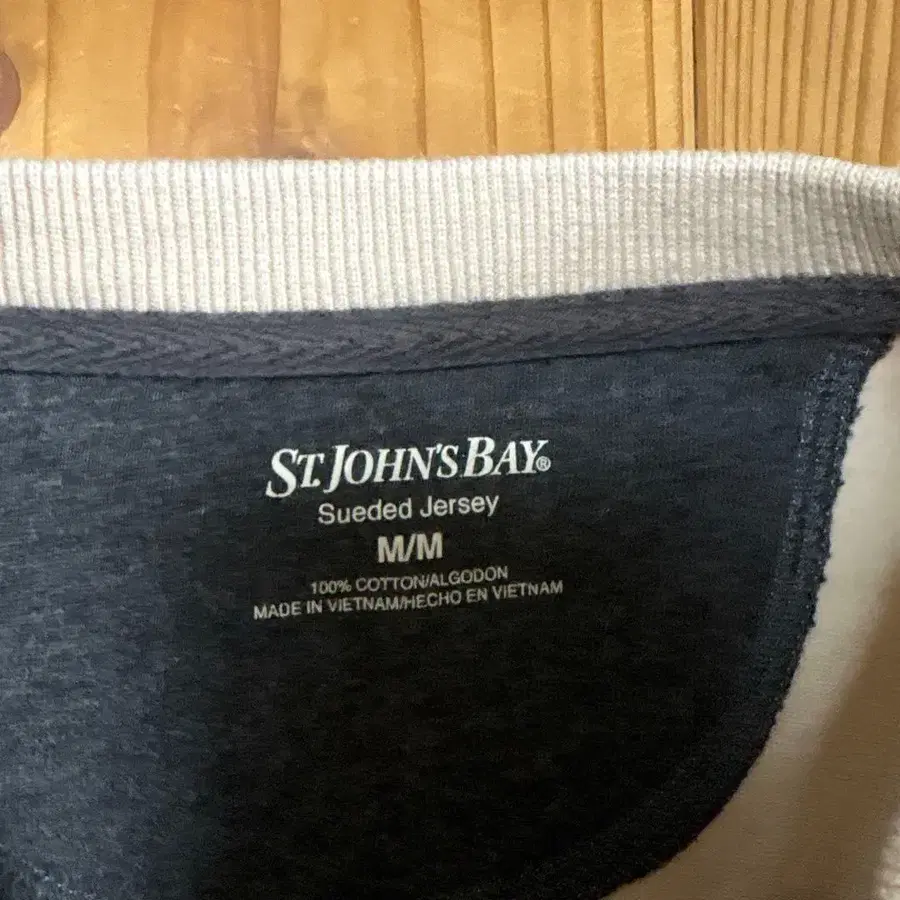 ST. JOHN'S BAY®
Sueded Jersey
M/M
100% COTTON/ALGODON
MADE IN VIETNAM/HECHO EN VIETNAM